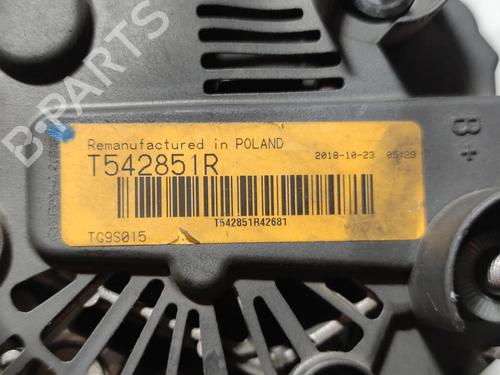 B-PARTS
Remanufactured in POLAND
2018-10-23 05:29
T542851R
T542851R42681
TG9S015
B+